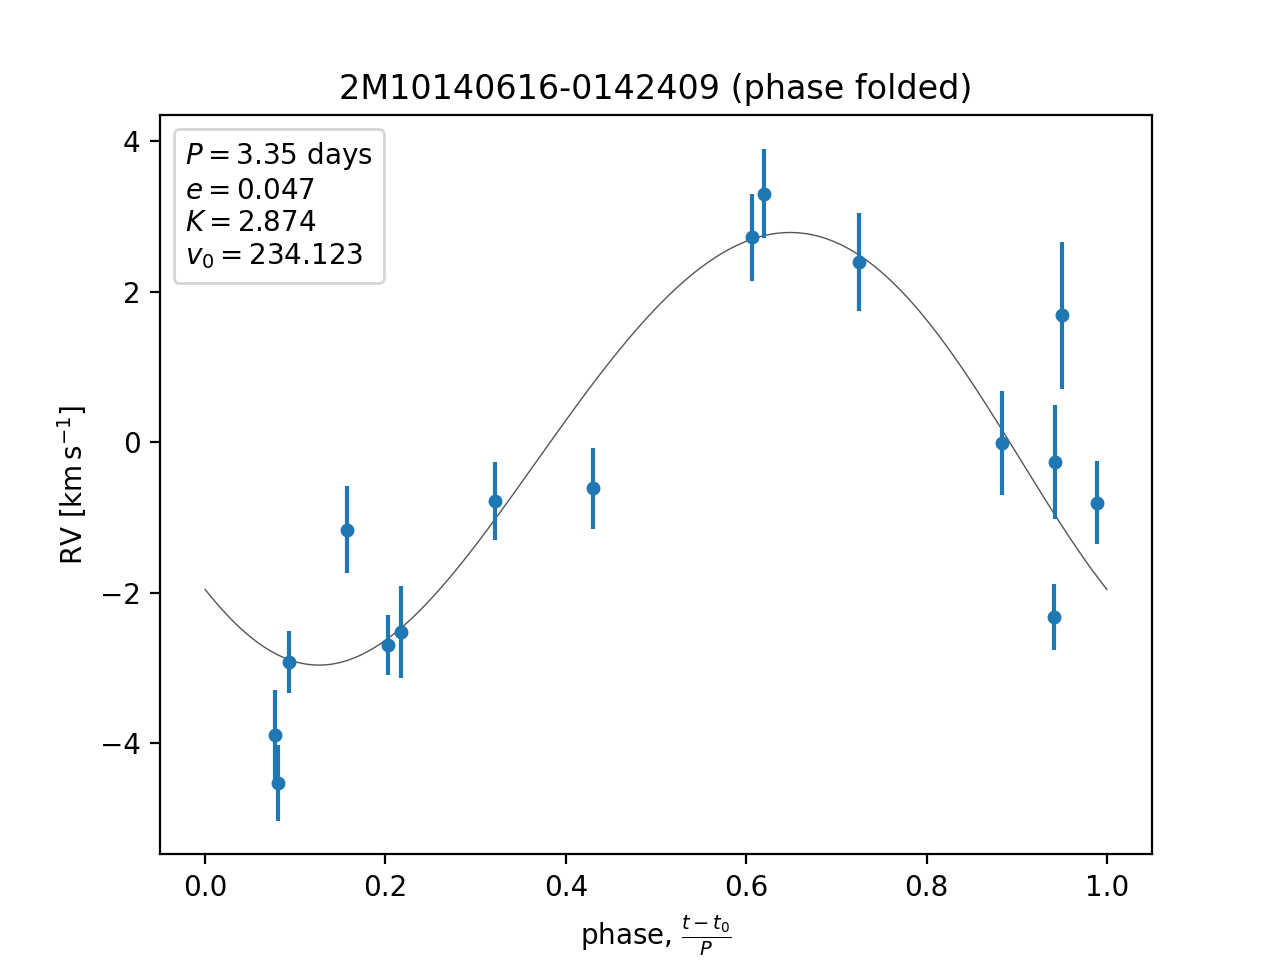 2M10140616-0142409 (phase folded)
P = 3.35 days
e = 0.047
K = 2.874
v₀ = 234.123
4
2
0
−2
−4
RV [km s⁻¹]
0.0 0.2 0.4 0.6 0.8 1.0
phase, (t − t₀)/P